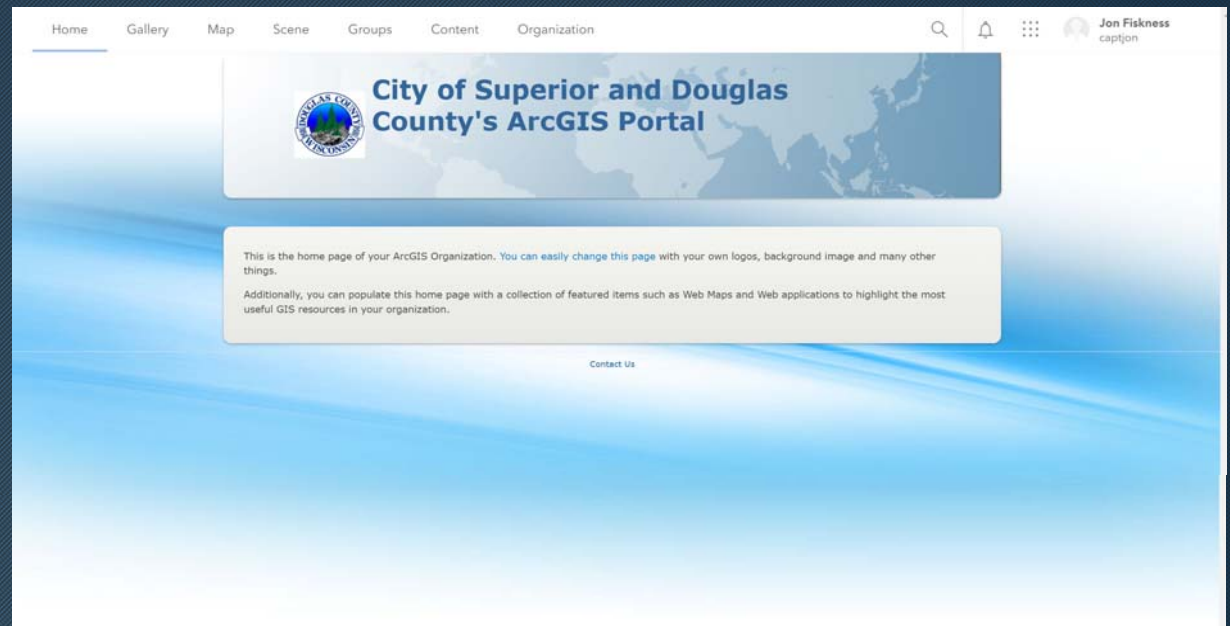 Home Gallery Map Scene Groups Content Organization
Jon Fiskness
captjon
City of Superior and Douglas
County's ArcGIS Portal
DOUGLAS COUNTY
WISCONSIN
This is the home page of your ArcGIS Organization. You can easily change this page with your own logos, background image and many other
things.
Additionally, you can populate this home page with a collection of featured items such as Web Maps and Web applications to highlight the most
useful GIS resources in your organization.
Contact Us